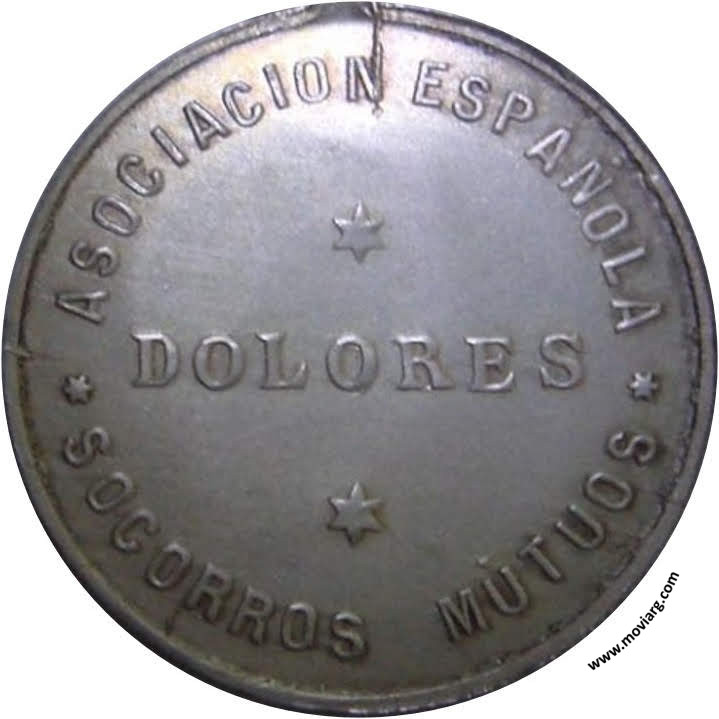 ASOCIACION ESPAÑOLA
DOLORES
SOCORROS MUTUOS
www.moviarg.com